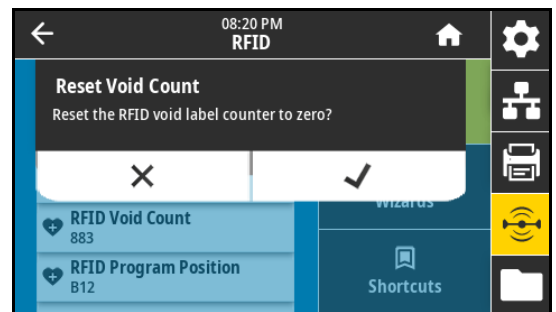 08:20 PM
RFID
Reset Void Count
Reset the RFID void label counter to zero?
Wizards
RFID Void Count
883
RFID Program Position
B12
Shortcuts